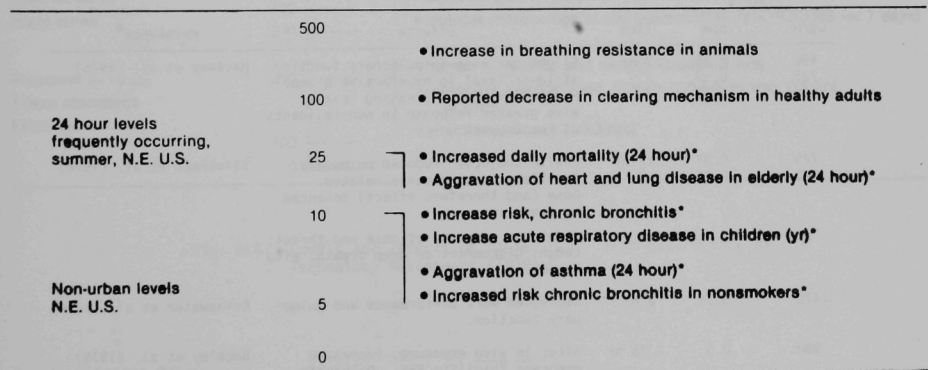 500
• Increase in breathing resistance in animals
100
• Reported decrease in clearing mechanism in healthy adults
24 hour levels
frequently occurring,
summer, N.E. U.S.
25
• Increased daily mortality (24 hour)*
• Aggravation of heart and lung disease in elderly (24 hour)*
10
• Increase risk, chronic bronchitis*
• Increase acute respiratory disease in children (yr)*
• Aggravation of asthma (24 hour)*
Non-urban levels
N.E. U.S.
5
• Increased risk chronic bronchitis in nonsmokers*
0